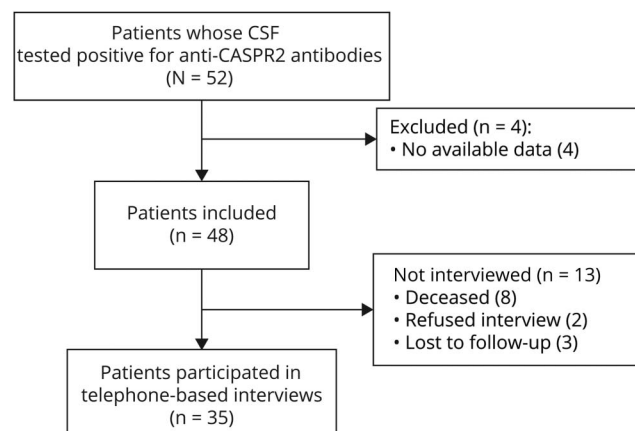 Patients whose CSF
tested positive for anti-CASPR2 antibodies
(N = 52)
Excluded (n = 4):
• No available data (4)
Patients included
(n = 48)
Not interviewed (n = 13)
• Deceased (8)
• Refused interview (2)
• Lost to follow-up (3)
Patients participated in
telephone-based interviews
n = 35)